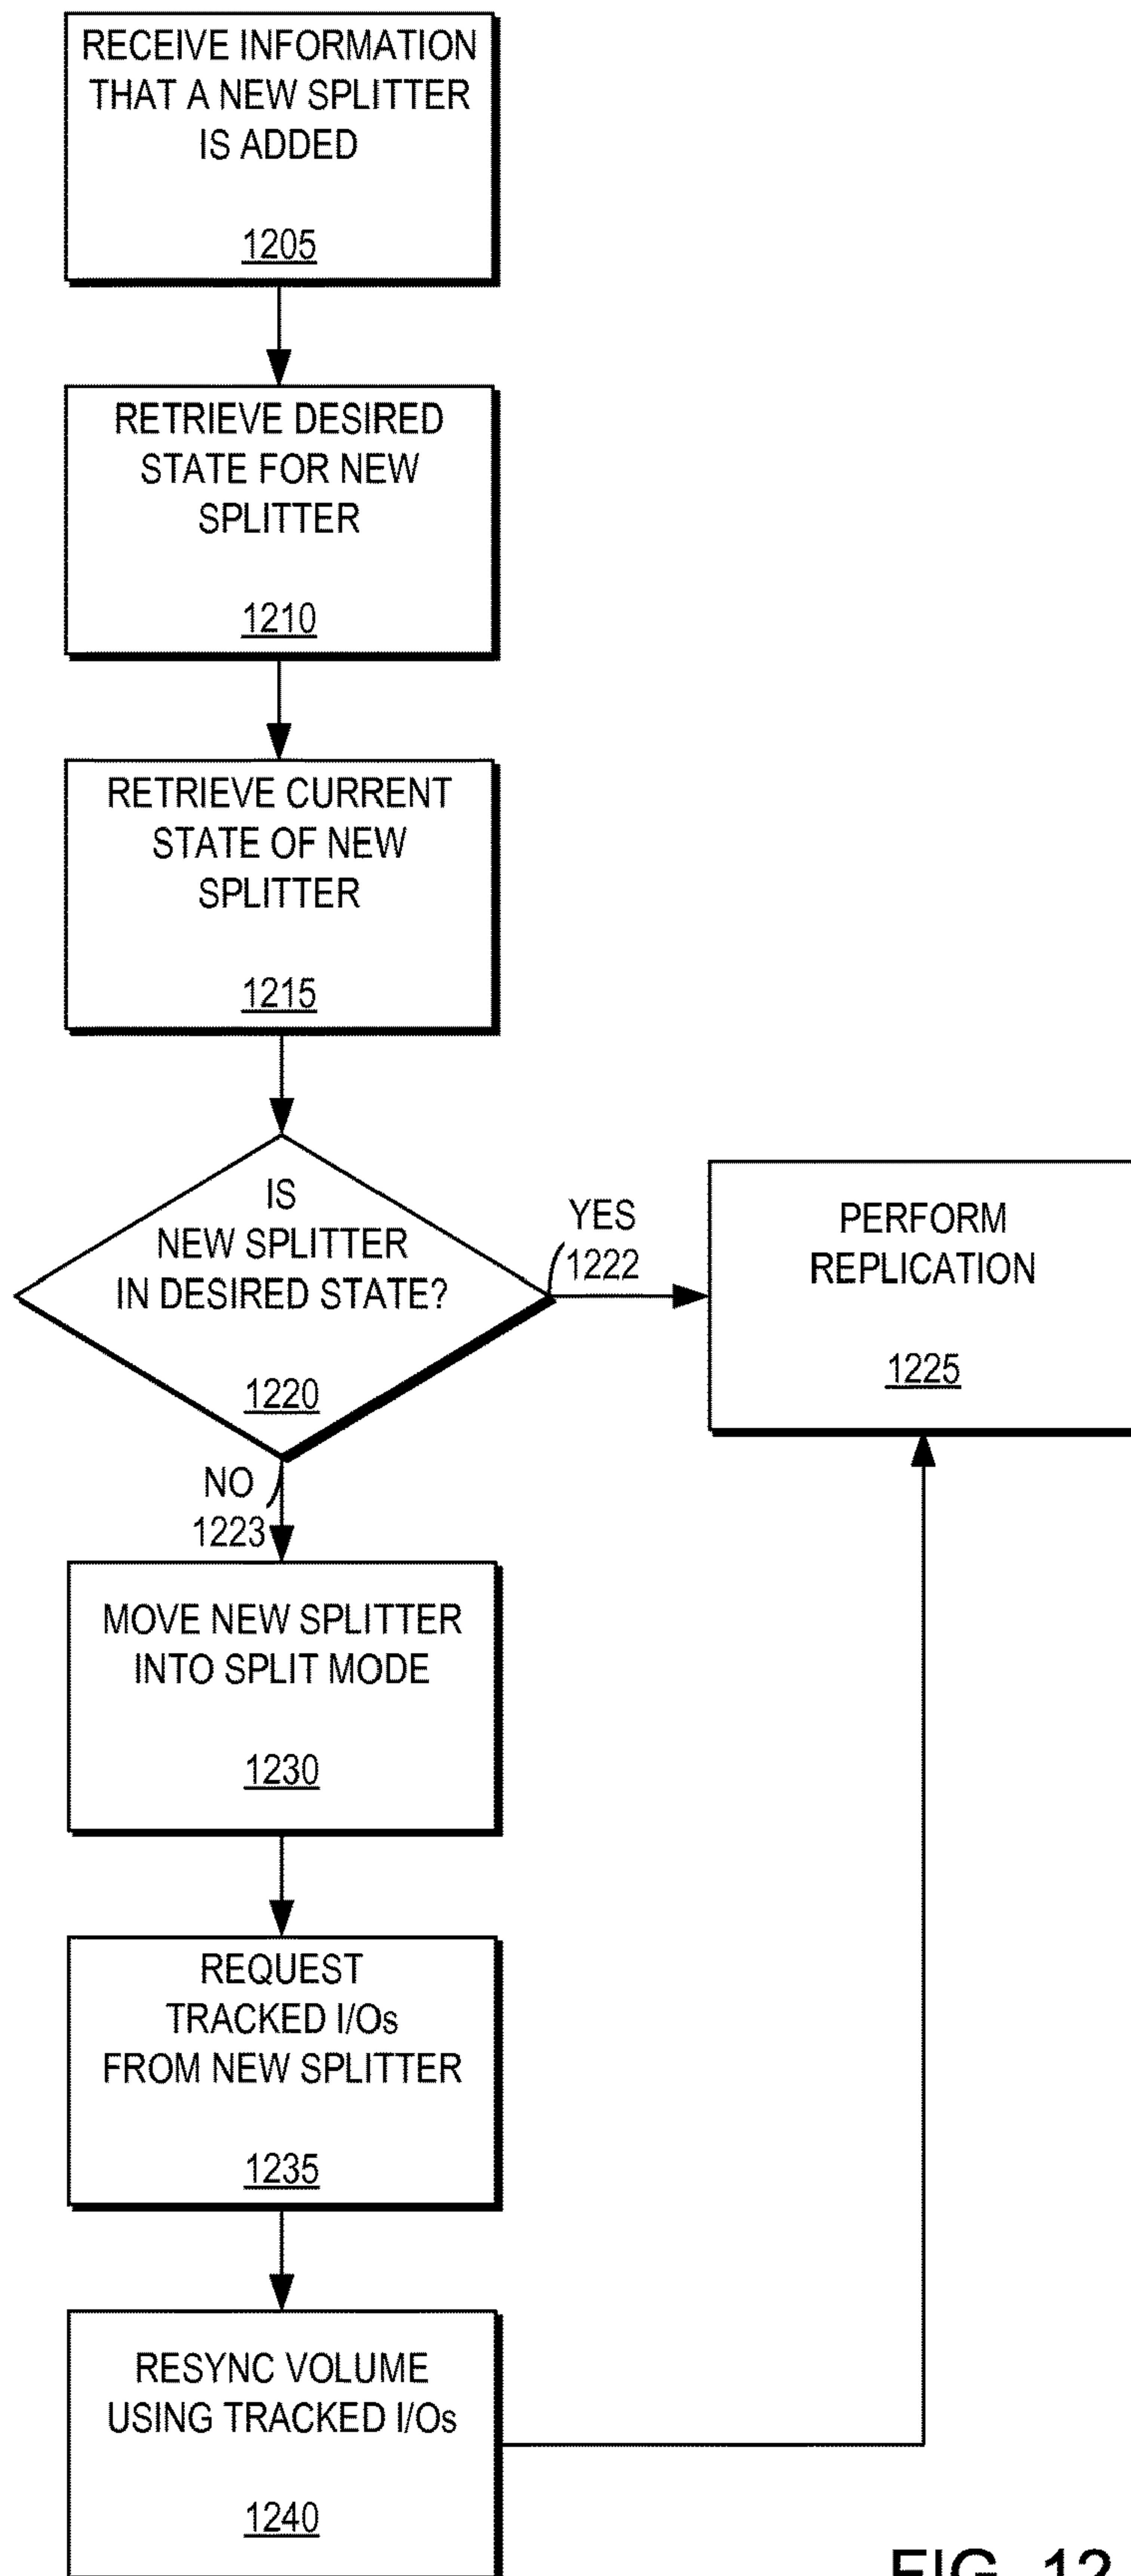 RECEIVE INFORMATION
THAT A NEW SPLITTER
IS ADDED
1205
RETRIEVE DESIRED
STATE FOR NEW
SPLITTER
1210
RETRIEVE CURRENT
STATE OF NEW
SPLITTER
1215
IS
NEW SPLITTER
IN DESIRED STATE?
1220
YES
1222
PERFORM
REPLICATION
1225
NO
1223
MOVE NEW SPLITTER
INTO SPLIT MODE
1230
REQUEST
TRACKED I/Os
FROM NEW SPLITTER
1235
RESYNC VOLUME
USING TRACKED I/Os
1240
FIG. 12